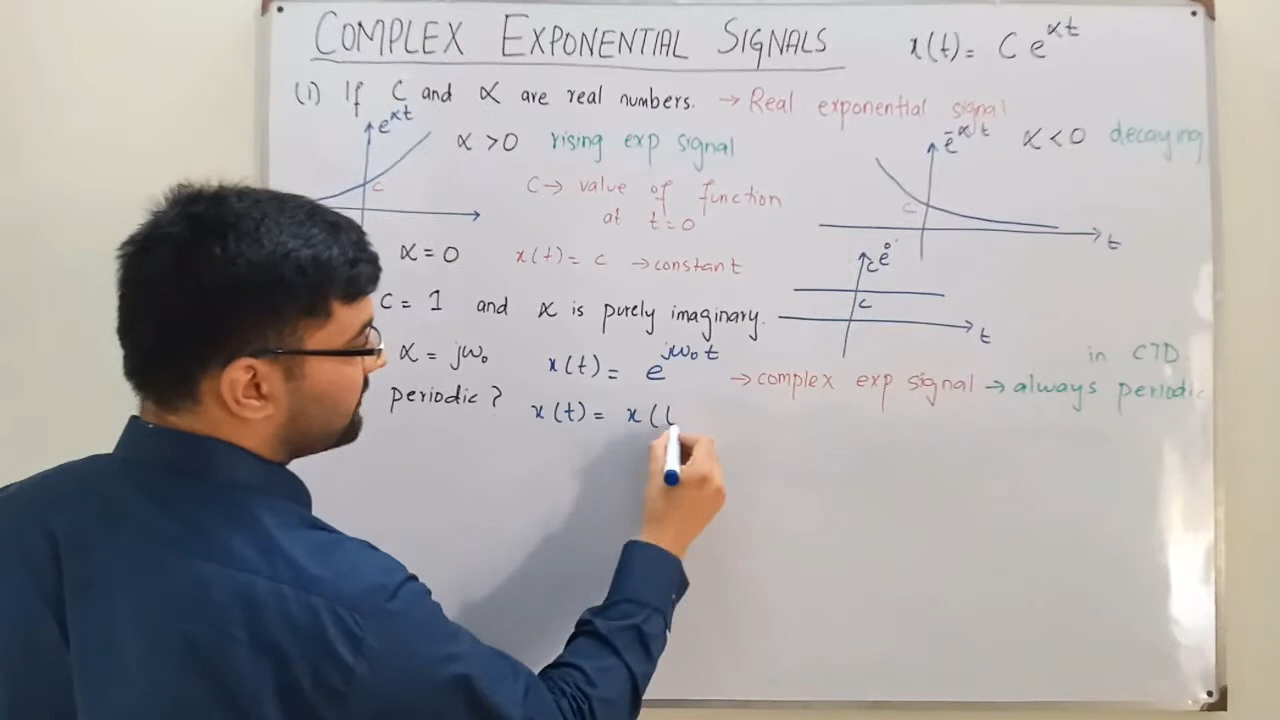 COMPLEX EXPONENTIAL SIGNALS
x(t) = C e^αt
(1) If C and α are real numbers. → Real exponential signal
e^αt
α > 0 rising exp signal
C
C → value of function
at t = 0
e^-αt
α < 0 decaying
C
t
α = 0 x(t) = C → constant
C e^0
C
t
C = 1 and α is purely imaginary.
α = jω₀ x(t) = e^jω₀t → complex exp signal → always periodic
in CTD
periodic ? x(t) = x (